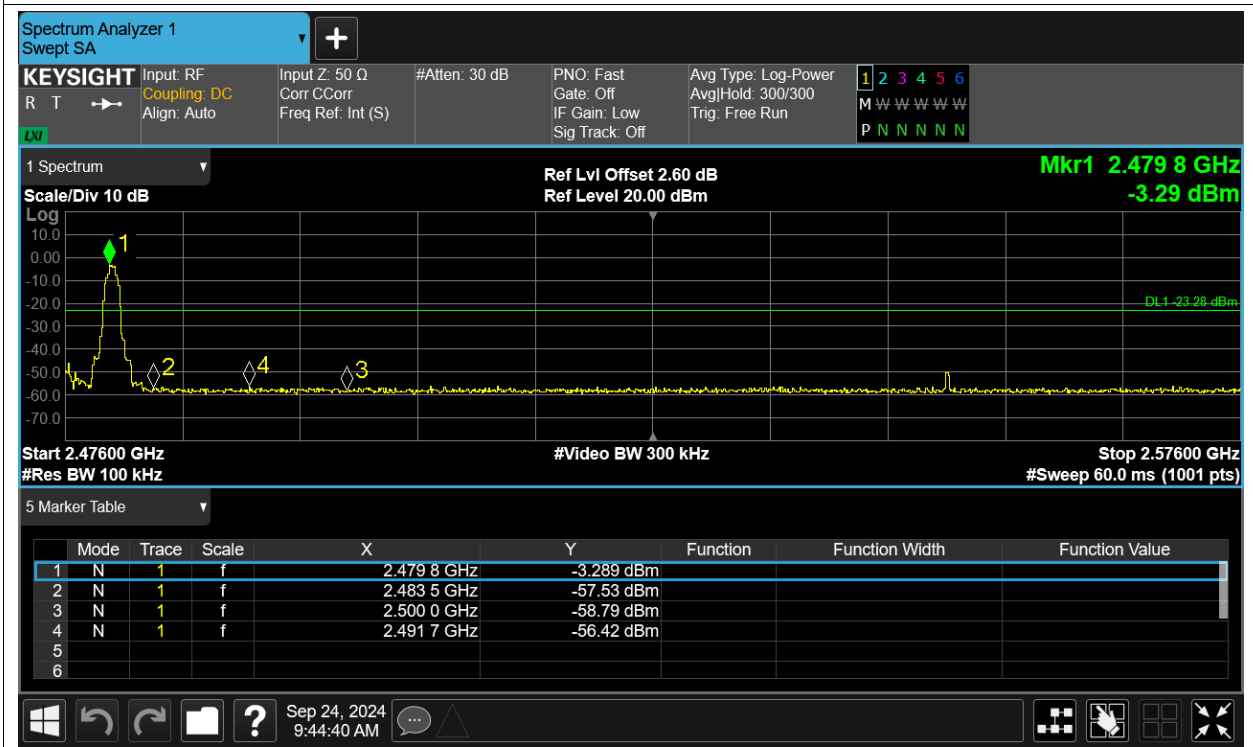 Spectrum Analyzer 1
Swept SA
KEYSIGHT
R T
LXI
Input: RF
Coupling: DC
Align: Auto
Input Z: 50 Ω
Corr CCorr
Freq Ref: Int (S)
#Atten: 30 dB
PNO: Fast
Gate: Off
IF Gain: Low
Sig Track: Off
Avg Type: Log-Power
Avg|Hold: 300/300
Trig: Free Run
1 2 3 4 5 6
M W W W W W
P N N N N N
1 Spectrum
Scale/Div 10 dB
Ref Lvl Offset 2.60 dB
Ref Level 20.00 dBm
Mkr1 2.479 8 GHz
-3.29 dBm
Log
10.0
0.00
-10.0
-20.0
-30.0
-40.0
-50.0
-60.0
-70.0
1
2
4
3
DL1 -23.28 dBm
Start 2.47600 GHz
#Res BW 100 kHz
#Video BW 300 kHz
Stop 2.57600 GHz
#Sweep 60.0 ms (1001 pts)
5 Marker Table
Mode Trace Scale X Y Function Function Width Function Value
1 N 1 f 2.479 8 GHz -3.289 dBm
2 N 1 f 2.483 5 GHz -57.53 dBm
3 N 1 f 2.500 0 GHz -58.79 dBm
4 N 1 f 2.491 7 GHz -56.42 dBm
5
6
?
Sep 24, 2024
9:44:40 AM